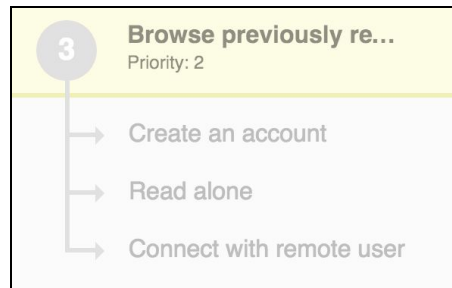 3
Browse previously re...
Priority: 2
Create an account
Read alone
Connect with remote user